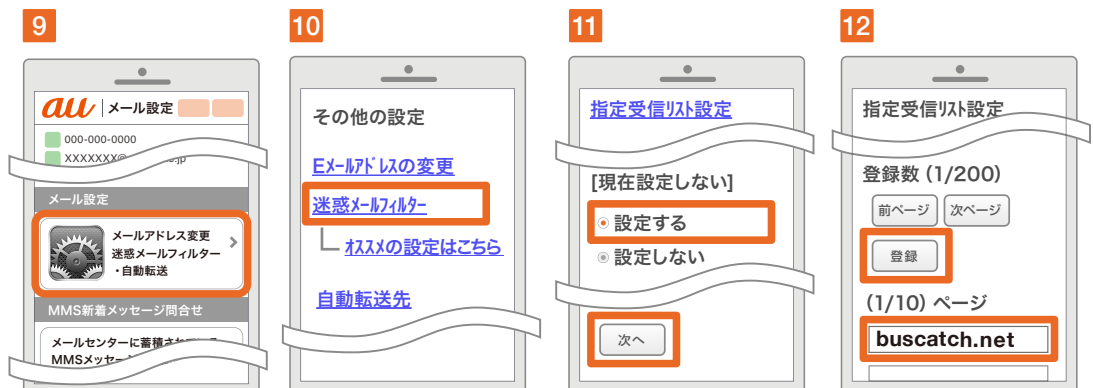 9
au メール設定
000-000-0000
XXXXXXX@
.jp
メール設定
メールアドレス変更
迷惑メールフィルター
・自動転送
MMS新着メッセージ問合せ
メールセンターに蓄積
MMSメッセー
10
その他の設定
Eメールアドレスの変更
迷惑メールフィルター
オススメの設定はこちら
自動転送先
11
指定受信リスト設定
[現在設定しない]
設定する
設定しない
次へ
12
指定受信リスト設定
登録数 (1/200)
前ページ 次ページ
登録
(1/10) ページ
buscatch.net